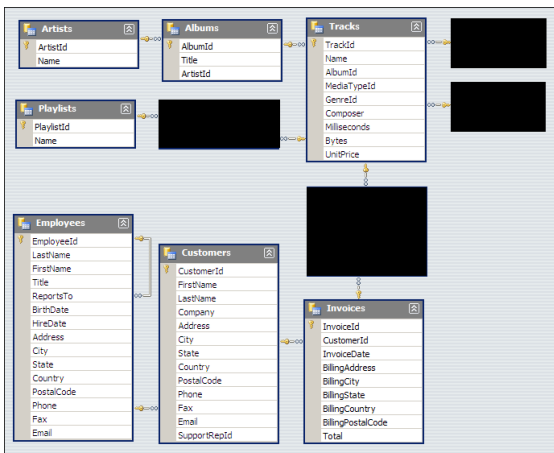 Artists
ArtistId
Name
Albums
AlbumId
Title
ArtistId
Tracks
TrackId
Name
AlbumId
MediaTypeId
GenreId
Composer
Milliseconds
Bytes
UnitPrice
Playlists
PlaylistId
Name
Employees
EmployeeId
LastName
FirstName
Title
ReportsTo
BirthDate
HireDate
Address
City
State
Country
PostalCode
Phone
Fax
Email
Customers
CustomerId
FirstName
LastName
Company
Address
City
State
Country
PostalCode
Phone
Fax
Email
SupportRepId
Invoices
InvoiceId
CustomerId
InvoiceDate
BillingAddress
BillingCity
BillingState
BillingCountry
BillingPostalCode
Total